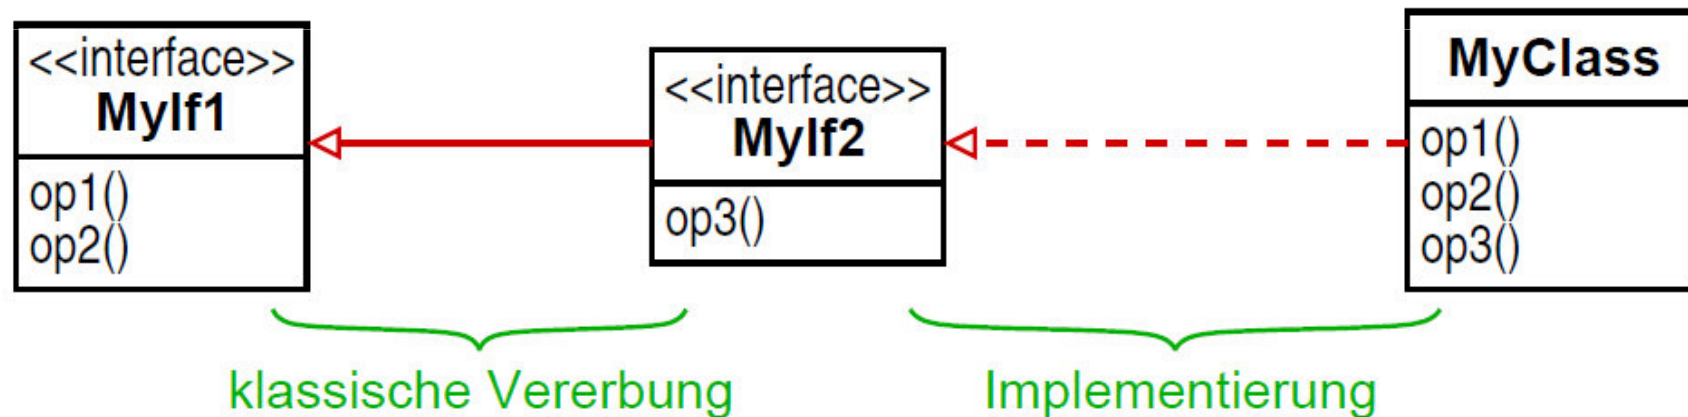 <<interface>>
MyIf1
op1()
op2()
<<interface>>
MyIf2
op3()
MyClass
op1()
op2()
op3()
klassische Vererbung
Implementierung